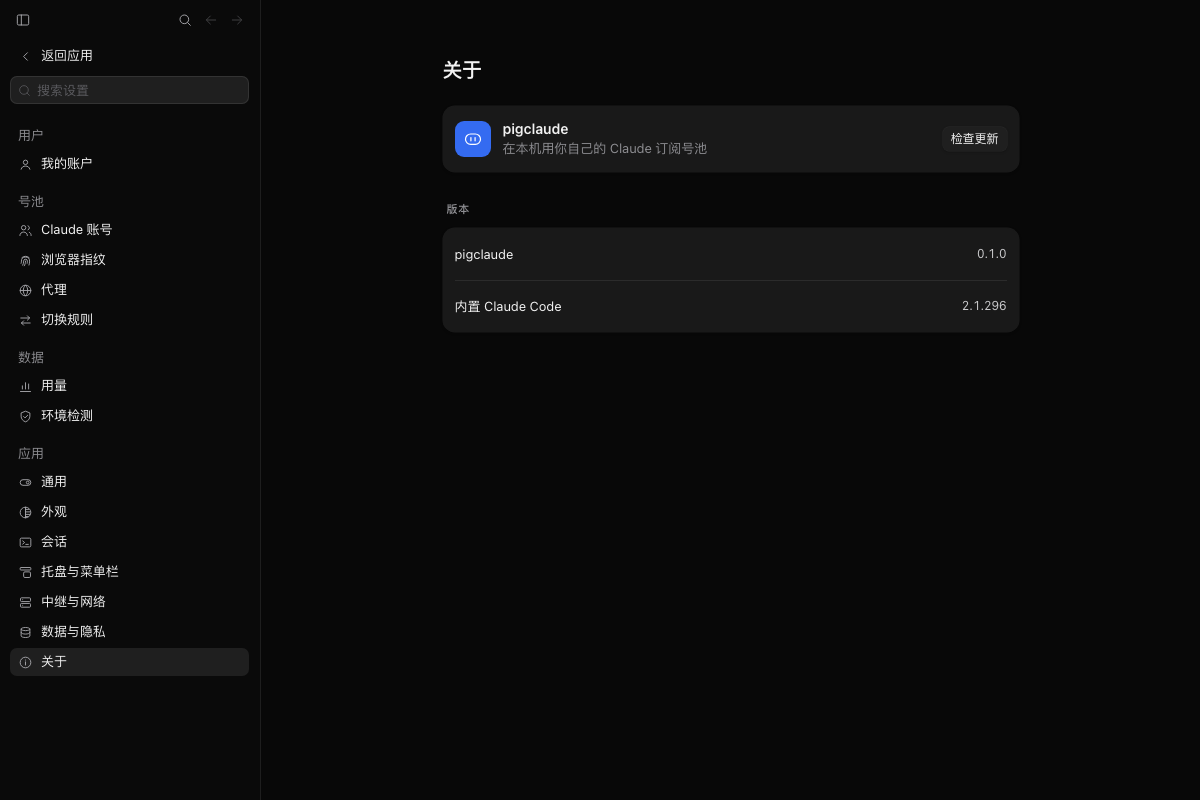 返回应用
搜索设置
用户
我的账户
号池
Claude 账号
浏览器指纹
代理
切换规则
数据
用量
环境检测
应用
通用
外观
会话
托盘与菜单栏
中继与网络
数据与隐私
关于
关于
pigclaude
在本机用你自己的 Claude 订阅号池
检查更新
版本
pigclaude 0.1.0
内置 Claude Code 2.1.296